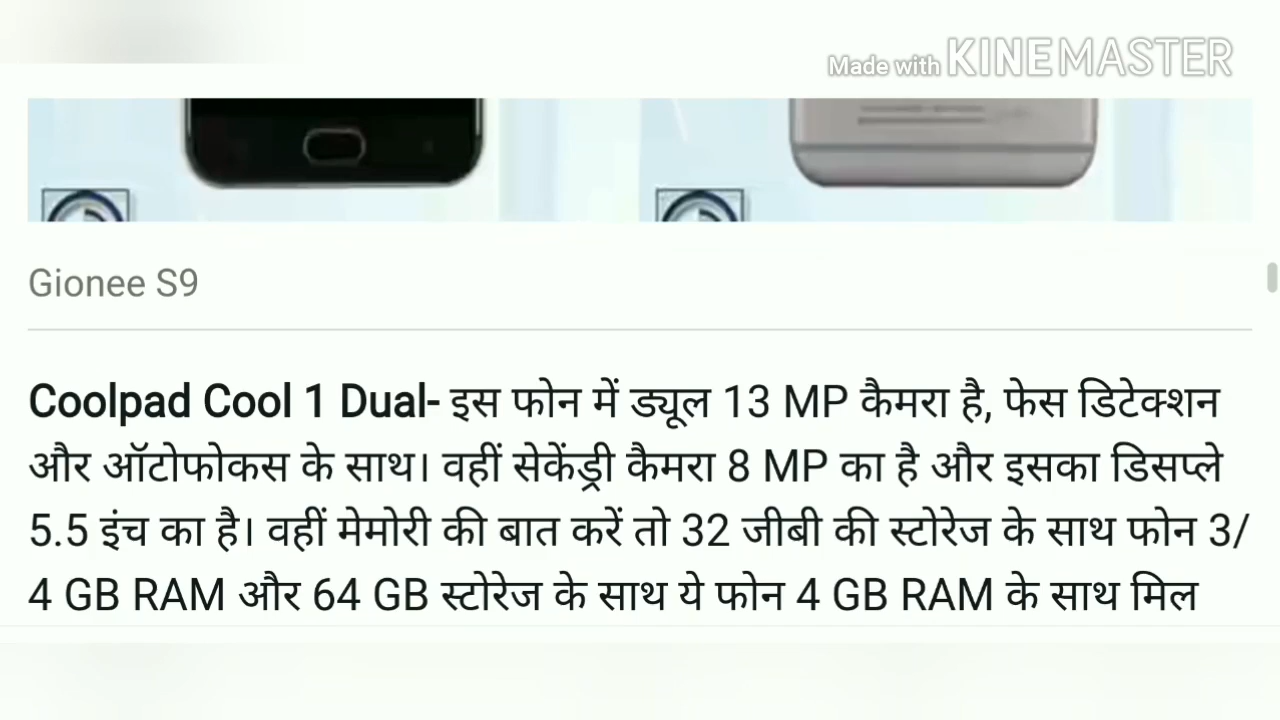 Made with KINEMASTER
Gionee S9
Coolpad Cool 1 Dual- इस फोन में ड्यूल 13 MP कैमरा है, फेस डिटेक्शन
और ऑटोफोकस के साथ। वहीं सेकेंड्री कैमरा 8 MP का है और इसका डिसप्ले
5.5 इंच का है। वहीं मेमोरी की बात करें तो 32 जीबी की स्टोरेज के साथ फोन 3/
4 GB RAM और 64 GB स्टोरेज के साथ ये फोन 4 GB RAM के साथ मिल